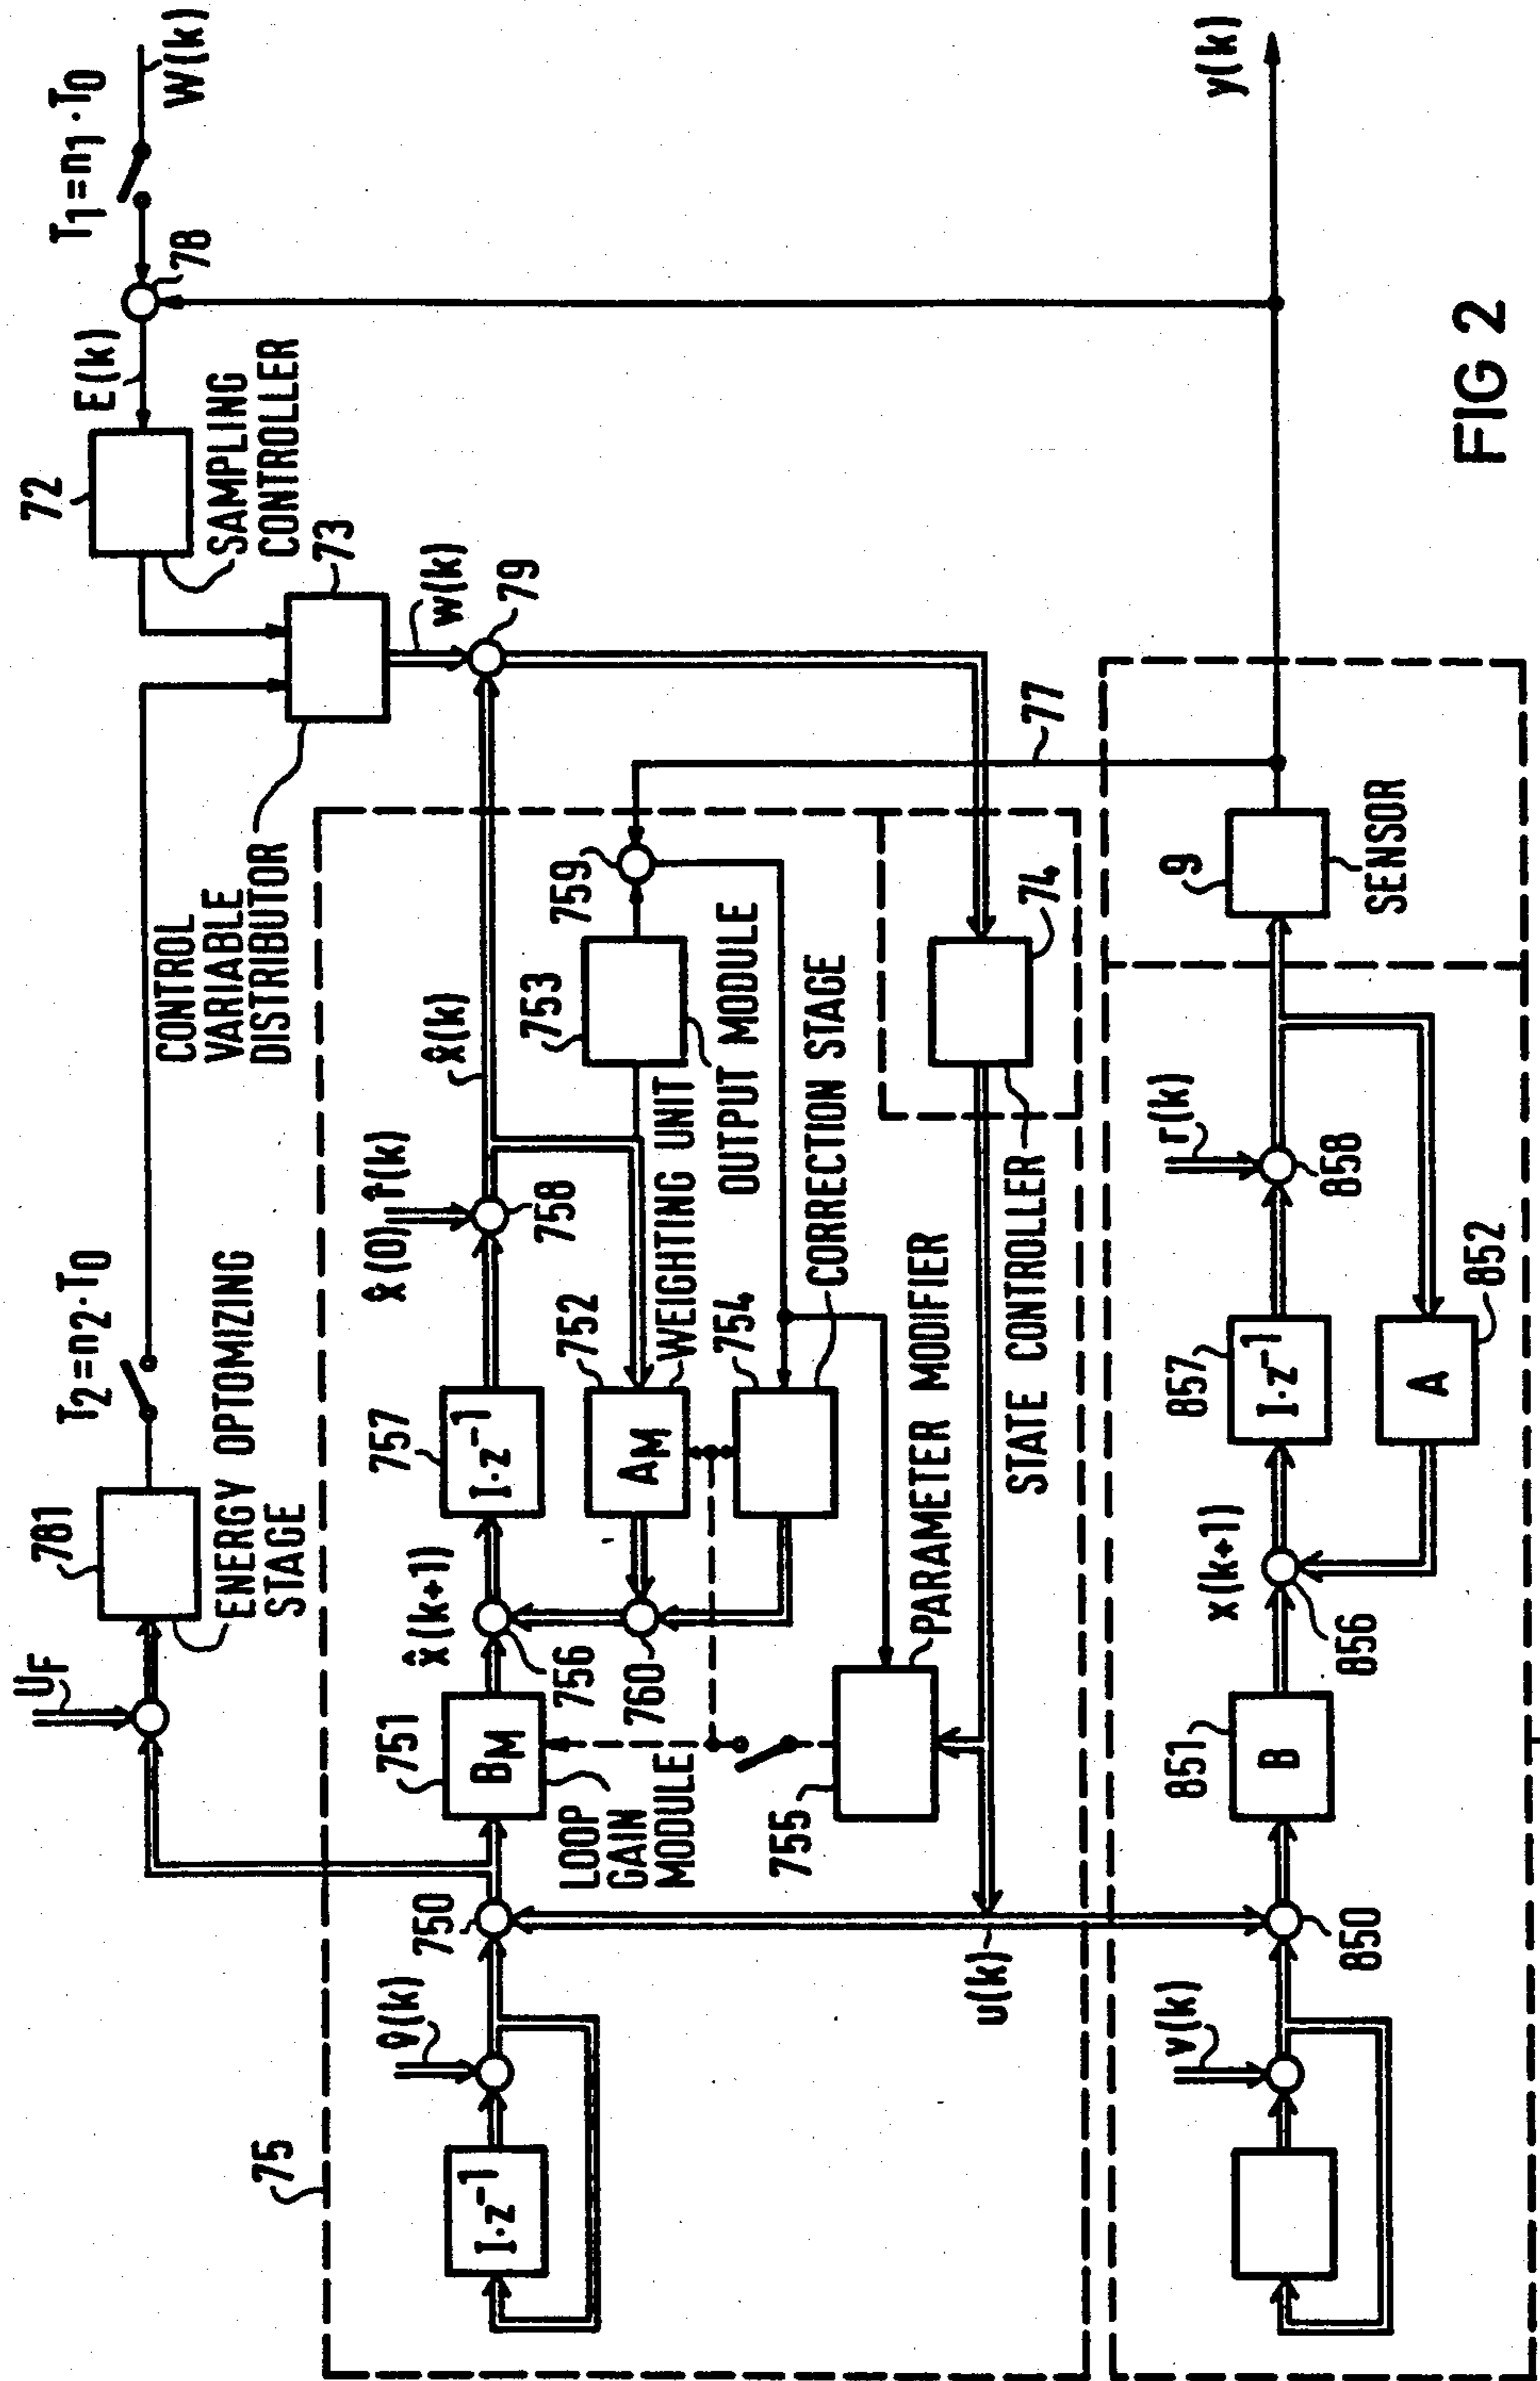 U_F
781
T₂=n₂·T₀
72
E(k)
T₁=n₁·T₀
W(k)
78
ENERGY OPTOMIZING
STAGE
CONTROL
VARIABLE
DISTRIBUTOR
SAMPLING
CONTROLLER
73
75
v̂(k)
750
751
x̂(k+1)
757
x̂(0)
r̂(k)
x̂(k)
w(k)
79
I·z⁻¹
B_M
I·z⁻¹
756
758
753
759
LOOP
GAIN
MODULE
760
752
A_M
WEIGHTING UNIT
OUTPUT MODULE
754
CORRECTION STAGE
755
PARAMETER MODIFIER
u(k)
STATE CONTROLLER
74
77
v(k)
850
851
B
x(k+1)
856
857
I·z⁻¹
r(k)
858
9
SENSOR
y(k)
A
852
FIG 2